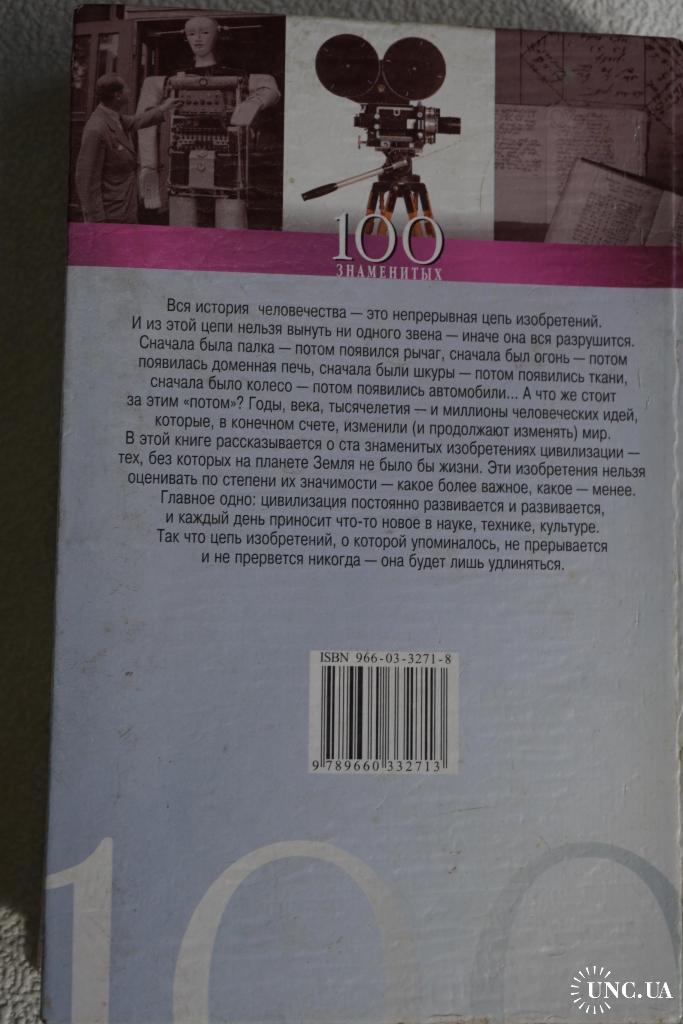 100
ЗНАМЕНИТЫХ
Вся история человечества — это непрерывная цепь изобретений.
И из этой цепи нельзя вынуть ни одного звена — иначе она вся разрушится.
Сначала была палка — потом появился рычаг, сначала был огонь — потом
появилась доменная печь, сначала были шкуры — потом появились ткани,
сначала было колесо — потом появились автомобили... А что же стоит
за этим «потом»? Годы, века, тысячелетия — и миллионы человеческих идей,
которые, в конечном счете, изменили (и продолжают изменять) мир.
В этой книге рассказывается о ста знаменитых изобретениях цивилизации —
тех, без которых на планете Земля не было бы жизни. Эти изобретения нельзя
оценивать по степени их значимости — какое более важное, какое — менее.
Главное одно: цивилизация постоянно развивается и развивается,
и каждый день приносит что-то новое в науке, технике, культуре.
Так что цепь изобретений, о которой упоминалось, не прерывается
и не прервется никогда — она будет лишь удлиняться.
ISBN 966-03-3271-8
9 789660 332713
100
UNC.UA